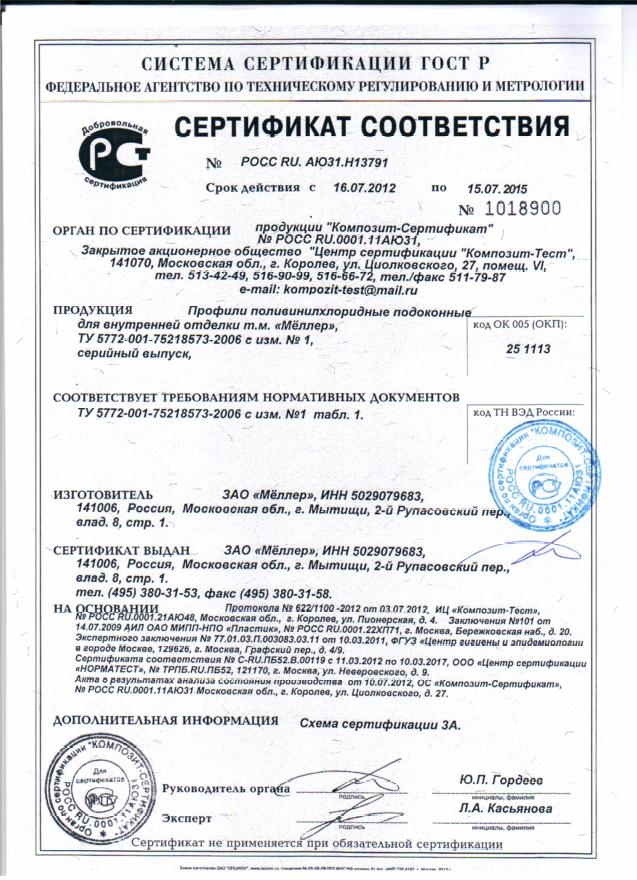 СИСТЕМА СЕРТИФИКАЦИИ ГОСТ Р
ФЕДЕРАЛЬНОЕ АГЕНТСТВО ПО ТЕХНИЧЕСКОМУ РЕГУЛИРОВАНИЮ И МЕТРОЛОГИИ
Добровольная
сертификация
СЕРТИФИКАТ СООТВЕТСТВИЯ
№ РОСС RU. АЮ31.Н13791
Срок действия с 16.07.2012 по 15.07.2015
№ 1018900
ОРГАН ПО СЕРТИФИКАЦИИ продукции "Композит-Сертификат"
№ РОСС RU.0001.11АЮ31,
Закрытое акционерное общество "Центр сертификации "Композит-Тест",
141070, Московская обл., г. Королев, ул. Циолковского, 27, помещ. VI,
тел. 513-42-49, 516-90-99, 516-66-72, тел./факс 511-79-87
e-mail: kompozit-test@mail.ru
ПРОДУКЦИЯ Профили поливинилхлоридные подоконные
для внутренней отделки т.м. «Мёллер»,
ТУ 5772-001-75218573-2006 с изм. № 1,
серийный выпуск,
код ОК 005 (ОКП):
25 1113
СООТВЕТСТВУЕТ ТРЕБОВАНИЯМ НОРМАТИВНЫХ ДОКУМЕНТОВ
ТУ 5772-001-75218573-2006 с изм. №1 табл. 1.
код ТН ВЭД России:
Орган по сертификации "КОМПОЗИТ-СЕРТИФИКАТ"
РОСС RU.0001.11АЮ31
Для
сертификатов
ИЗГОТОВИТЕЛЬ ЗАО «Мёллер», ИНН 5029079683,
141006, Россия, Московская обл., г. Мытищи, 2-й Рупасовский пер.,
влад. 8, стр. 1.
СЕРТИФИКАТ ВЫДАН ЗАО «Мёллер», ИНН 5029079683,
141006, Россия, Московская обл., г. Мытищи, 2-й Рупасовский пер.,
влад. 8, стр. 1.
тел. (495) 380-31-53, факс (495) 380-31-58.
НА ОСНОВАНИИ Протокола № 622/1100 -2012 от 03.07.2012, ИЦ «Композит-Тест»,
№ РОСС RU.0001.21АЮ48, Московская обл., г. Королев, ул. Пионерская, д. 4. Заключения №101 от
14.07.2009 АИЛ ОАО МИПП-НПО «Пластик», № РОСС RU.0001.22ХП71, г. Москва, Бережковская наб., д. 20.
Экспертного заключения № 77.01.03.П.003083.03.11 от 10.03.2011, ФГУЗ «Центр гигиены и эпидемиологии
в городе Москве, 129626, г. Москва, Графский пер., д. 4/9.
Сертификата соответствия № C-RU.ПБ52.В.00119 с 11.03.2012 по 10.03.2017, ООО «Центр сертификации
«НОРМАТЕСТ», № ТРПБ.RU.ПБ52, 121170, г. Москва, ул. Неверовского, д. 9.
Акта о результатах анализа состояния производства от 10.07.2012, ОС «Композит-Сертификат»,
№ РОСС RU.0001.11АЮ31 Московская обл., г. Королев, ул. Циолковского, д. 27.
ДОПОЛНИТЕЛЬНАЯ ИНФОРМАЦИЯ Схема сертификации 3А.
Орган по сертификации "КОМПОЗИТ-СЕРТИФИКАТ"
РОСС RU.0001.11АЮ31
Для
сертификатов
Руководитель органа
подпись
Ю.П. Гордеев
инициалы, фамилия
Эксперт
подпись
Л.А. Касьянова
инициалы, фамилия
Сертификат не применяется при обязательной сертификации